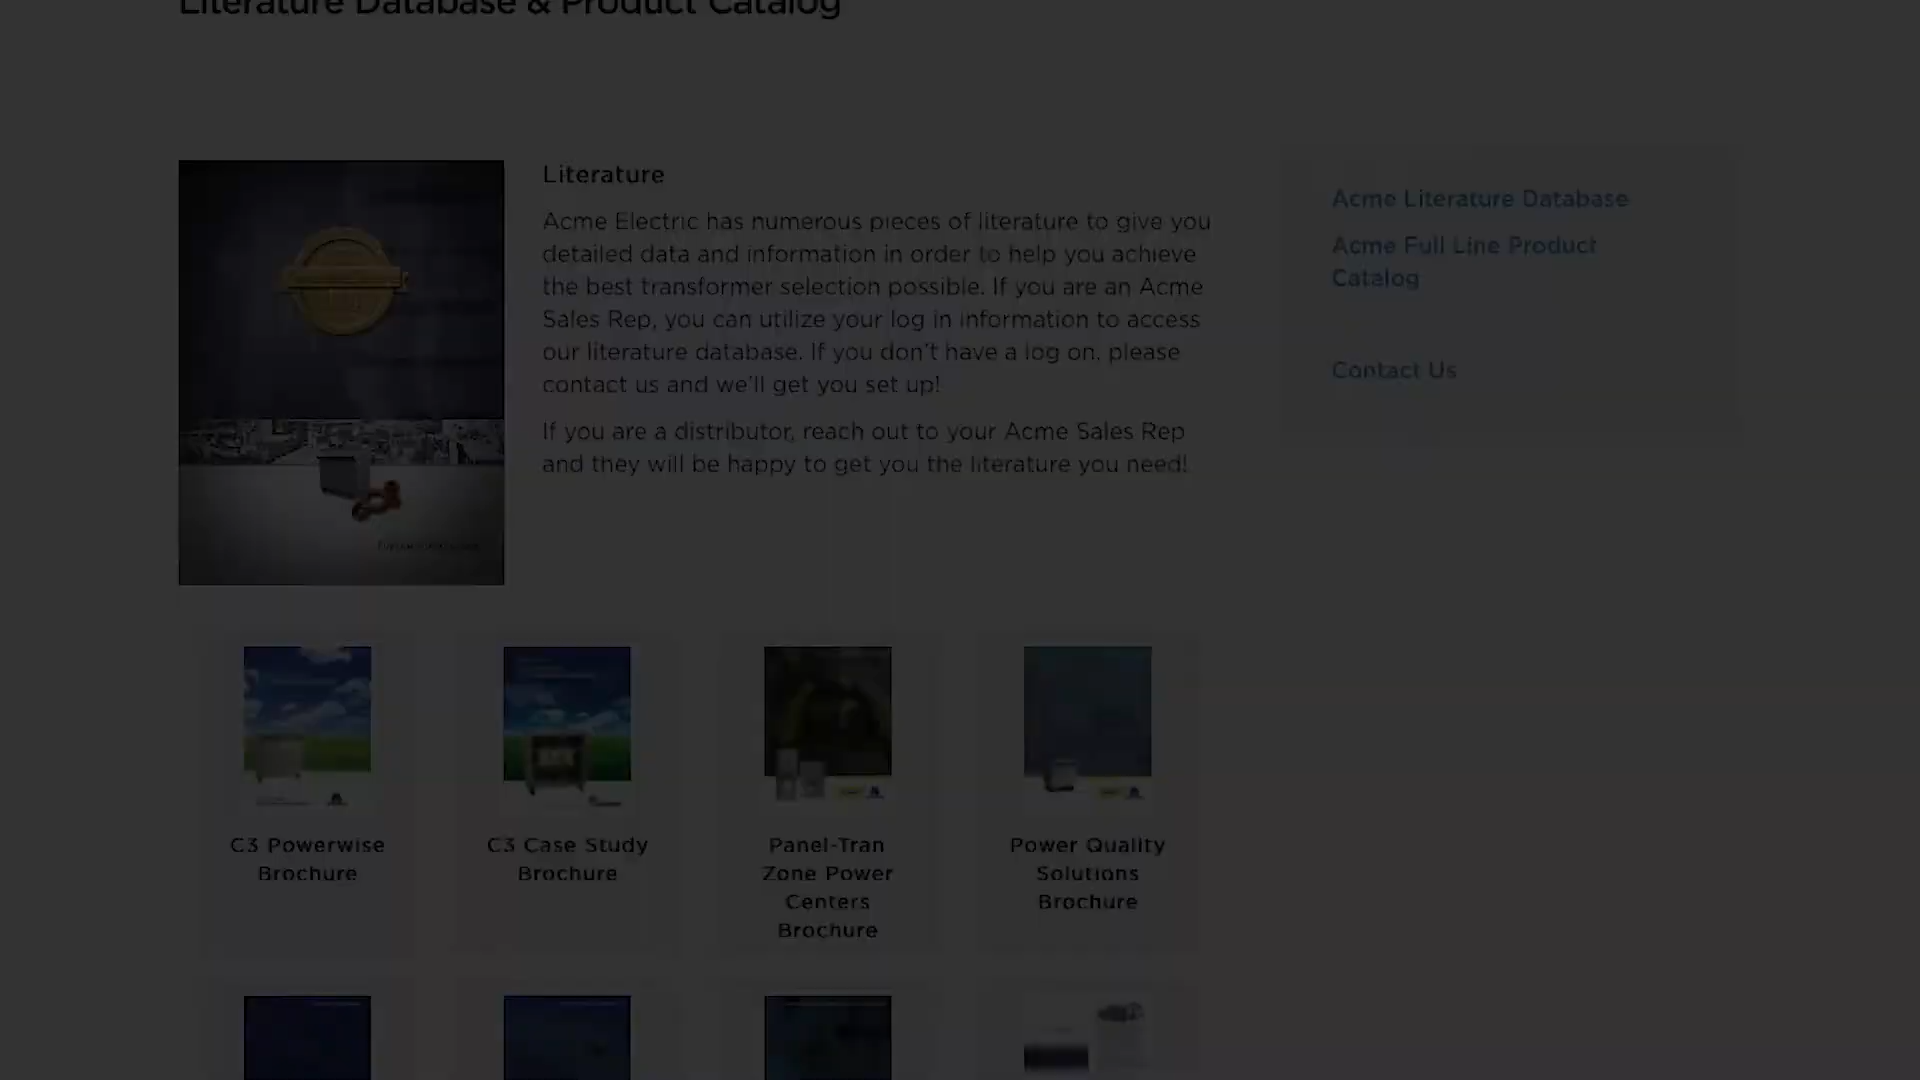 Literature Database & Product Catalog
Literature
Acme Electric has numerous pieces of literature to give you
detailed data and information in order to help you achieve
the best transformer selection possible. If you are an Acme
Sales Rep, you can utilize your log in information to access
our literature database. If you don't have a log on, please
contact us and we'll get you set up!
If you are a distributor, reach out to your Acme Sales Rep
and they will be happy to get you the literature you need!
Acme Literature Database
Acme Full Line Product
Catalog
Contact Us
C3 Powerwise
Brochure
C3 Case Study
Brochure
Panel-Tran
Zone Power
Centers
Brochure
Power Quality
Solutions
Brochure